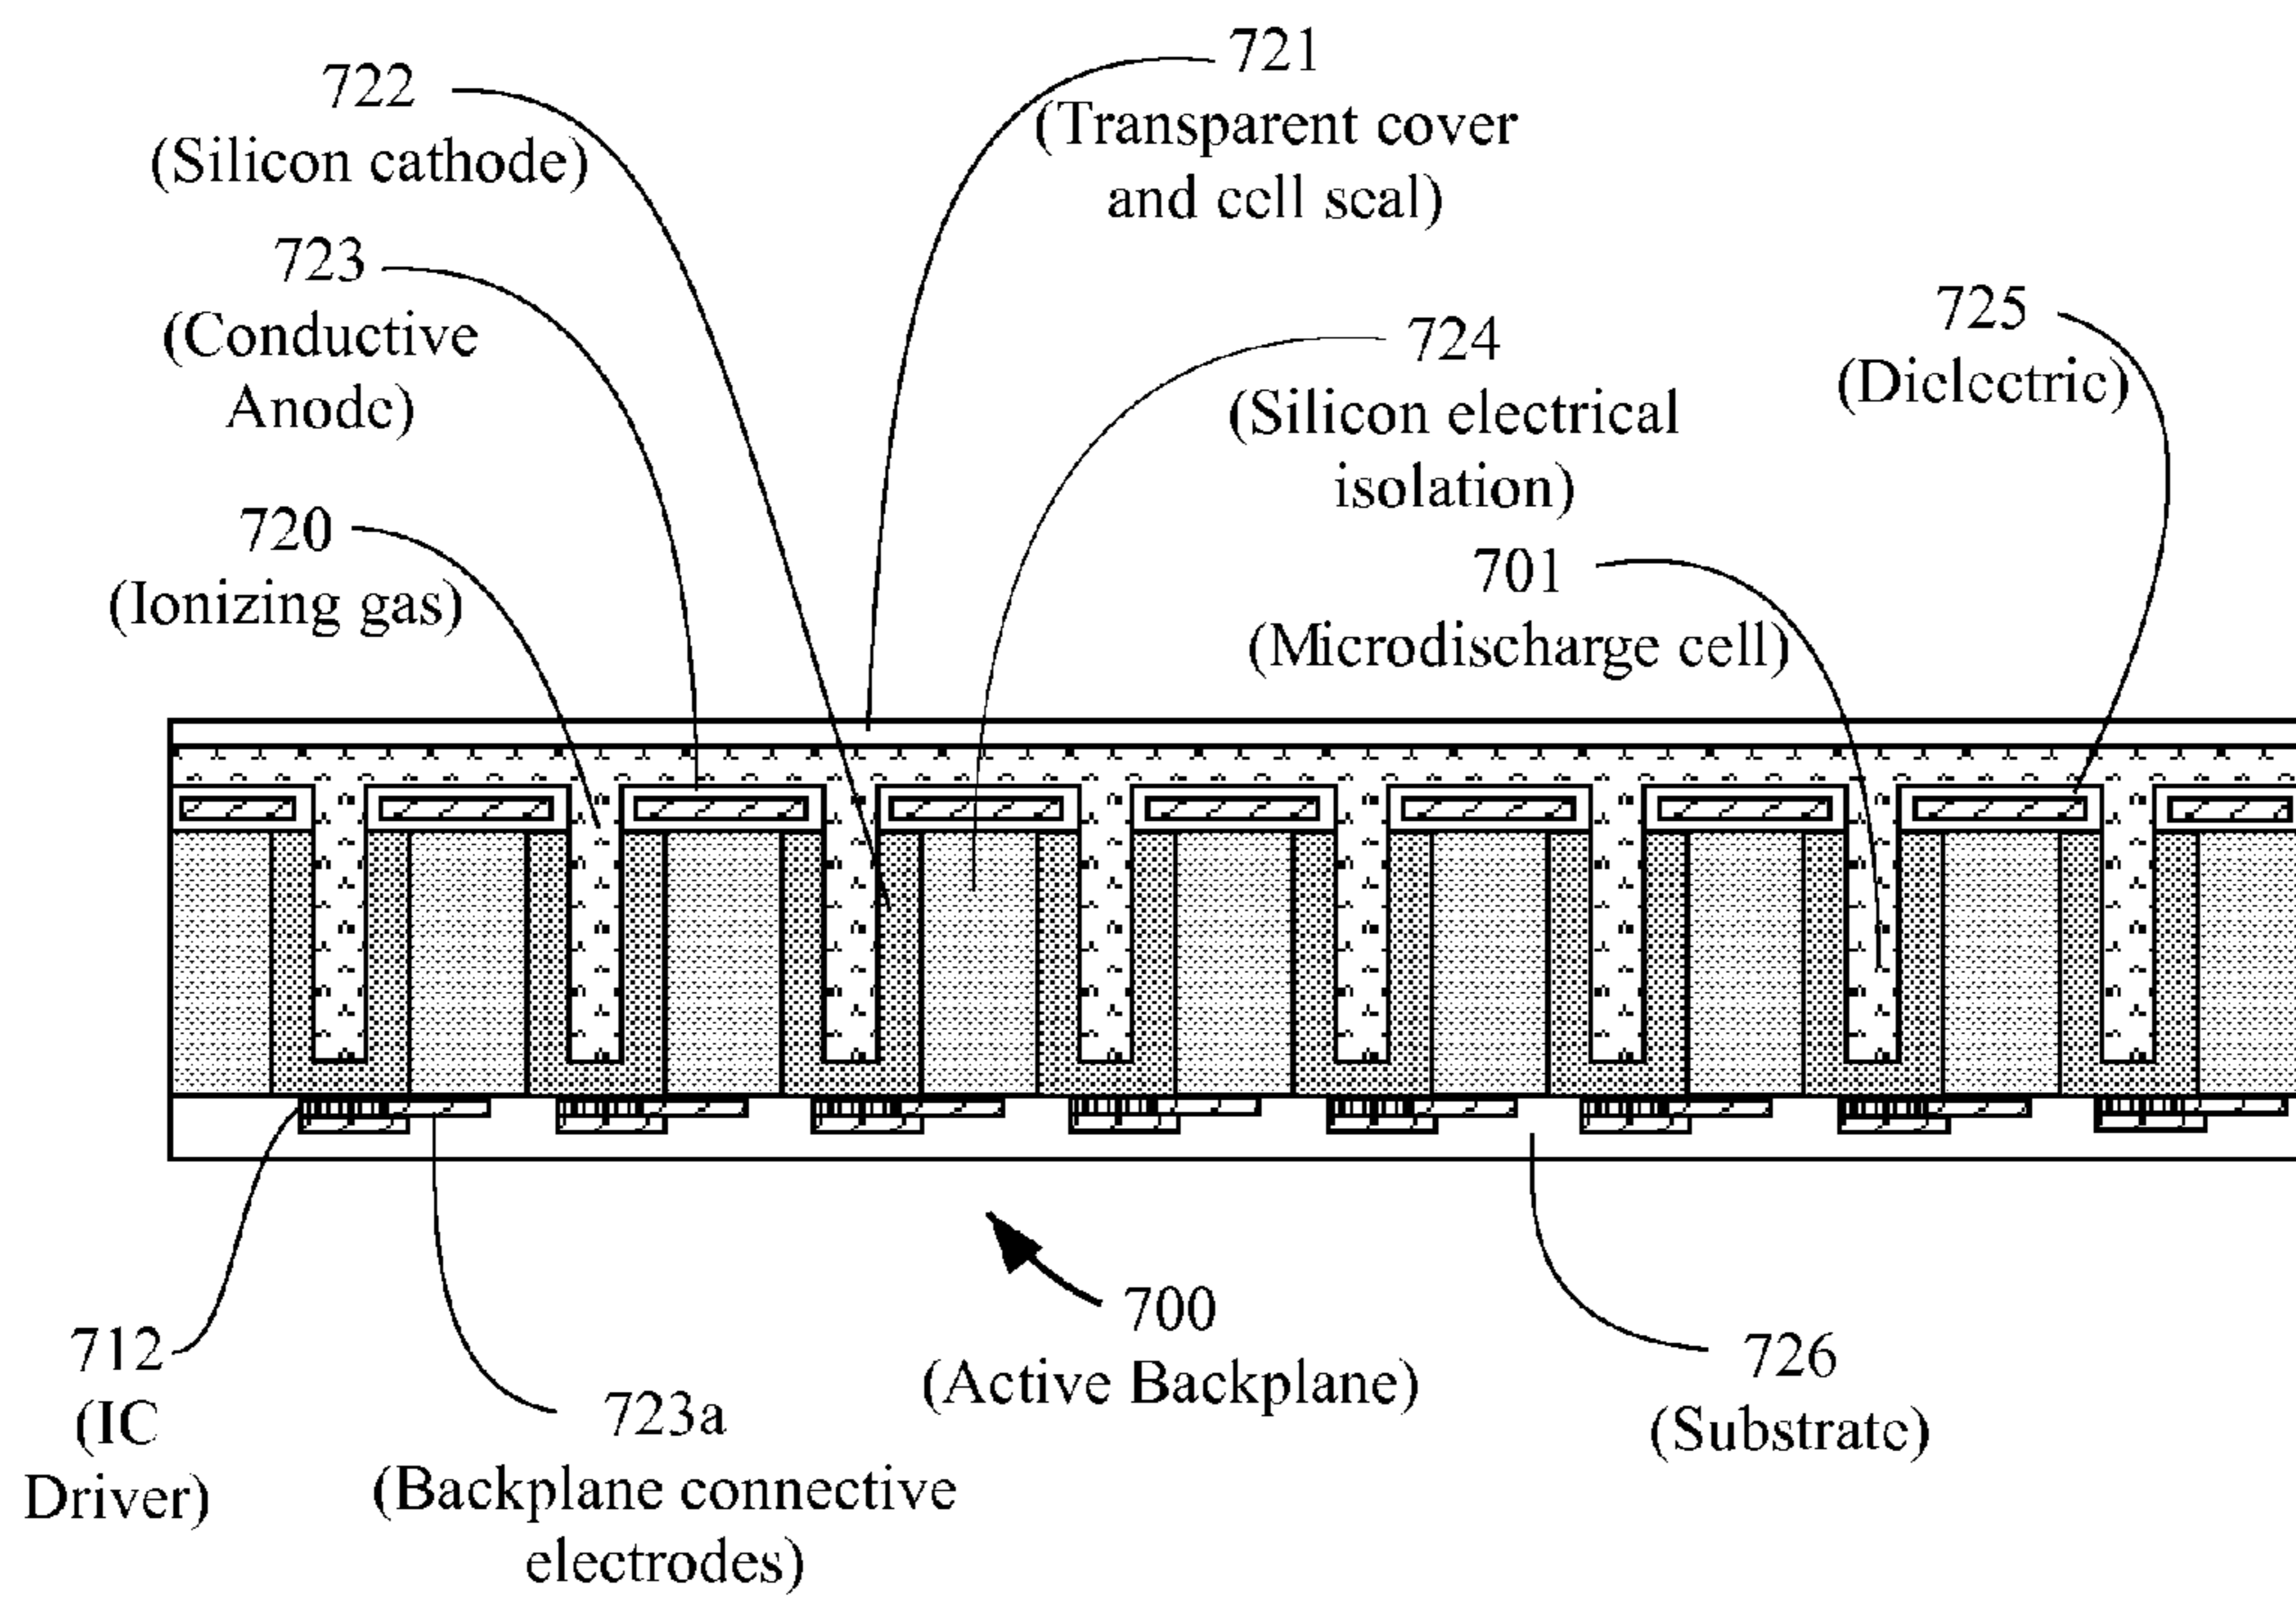 721
(Transparent cover
and cell seal)
722
(Silicon cathode)
723
(Conductive
Anode)
724
(Silicon electrical
isolation)
725
(Dielectric)
720
(Ionizing gas)
701
(Microdischarge cell)
700
(Active Backplane)
712
(IC
Driver)
723a
(Backplane connective
electrodes)
726
(Substrate)